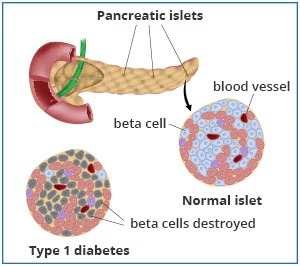 Pancreatic islets
blood vessel
beta cell
Normal islet
beta cells destroyed
Type 1 diabetes